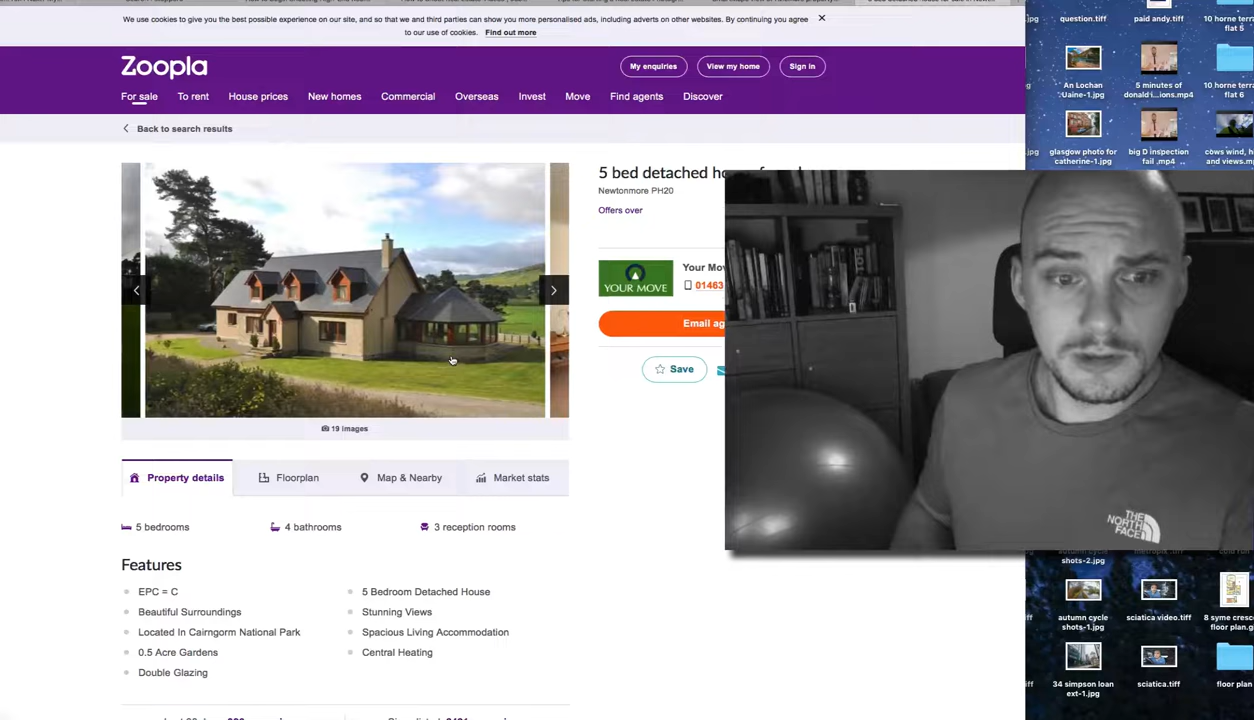 We use cookies to give you the best possible experience on our site, and so that we and third parties can show you more personalised ads, including adverts on other websites. By continuing you agree
to our use of cookies. Find out more
Zoopla
My enquiries
View my home
Sign in
For sale
To rent
House prices
New homes
Commercial
Overseas
Invest
Move
Find agents
Discover
Back to search results
5 bed detached
Newtonmore PH20
Offers over
YOUR MOVE
Your Mov
01463
Email ag
Save
19 images
Property details
Floorplan
Map & Nearby
Market stats
5 bedrooms
4 bathrooms
3 reception rooms
Features
EPC = C
5 Bedroom Detached House
Beautiful Surroundings
Stunning Views
Located In Cairngorm National Park
Spacious Living Accommodation
0.5 Acre Gardens
Central Heating
Double Glazing
THE
NORTH
FACE
question.tiff
paid andy.tiff
10 horne terra
flat 5
An Lochan
Uaine-1.jpg
5 minutes of
donald i...ions.mp4
10 horne terra
flat 6
glasgow photo for
catherine-1.jpg
big D inspection
fail .mp4
cows wind, h
and views.m
autumn cycle
shots-2.jpg
autumn cycle
shots-1.jpg
sciatica video.tiff
8 syme cresc
floor plan.g
34 simpson loan
ext-1.jpg
sciatica.tiff
floor plan